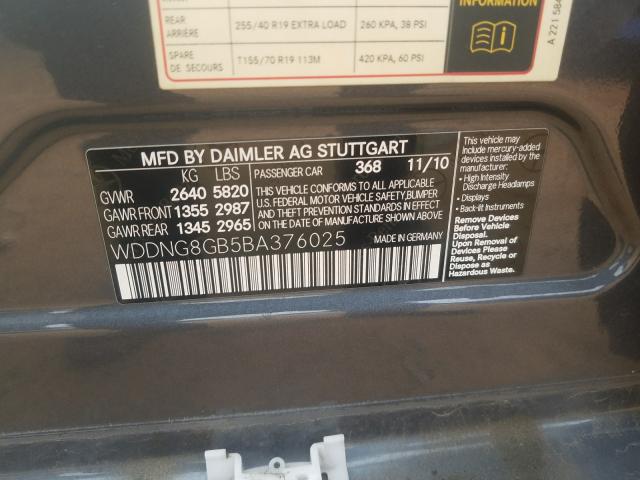 INFORMATION
REAR 255/40 R19 EXTRA LOAD 260 KPA, 38 PSI
ARRIÈRE
SPARE T155/70 R19 113M 420 KPA, 60 PSI
DE SECOURS
A 221 584
MFD BY DAIMLER AG STUTTGART
KG LBS
GVWR 2640 5820
GAWR FRONT 1355 2987
GAWR REAR 1345 2965
PASSENGER CAR 368 11/10
THIS VEHICLE CONFORMS TO ALL APPLICABLE
U.S. FEDERAL MOTOR VEHICLE SAFETY, BUMPER
AND THEFT PREVENTION STANDARDS IN EFFECT
ON THE DATE OF MANUFACTURE SHOWN ABOVE.
WDDNG8GB5BA376025 MADE IN GERMANY
This vehicle may
include mercury-added
devices installed by the
manufacturer:
• High Intensity
Discharge Headlamps
• Displays
• Back-lit Instruments
Remove Devices
Before Vehicle
Disposal.
Reuse, Recycle or
Dispose as
Hazardous Waste.